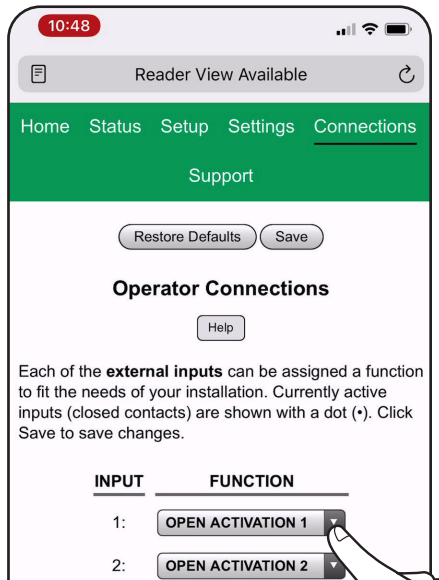 10:48
Reader View Available
Home Status Setup Settings Connections
Support
Restore Defaults Save
Operator Connections
Help
Each of the external inputs can be assigned a function
to fit the needs of your installation. Currently active
inputs (closed contacts) are shown with a dot (•). Click
Save to save changes.
INPUT FUNCTION
1: OPEN ACTIVATION 1
2: OPEN ACTIVATION 2